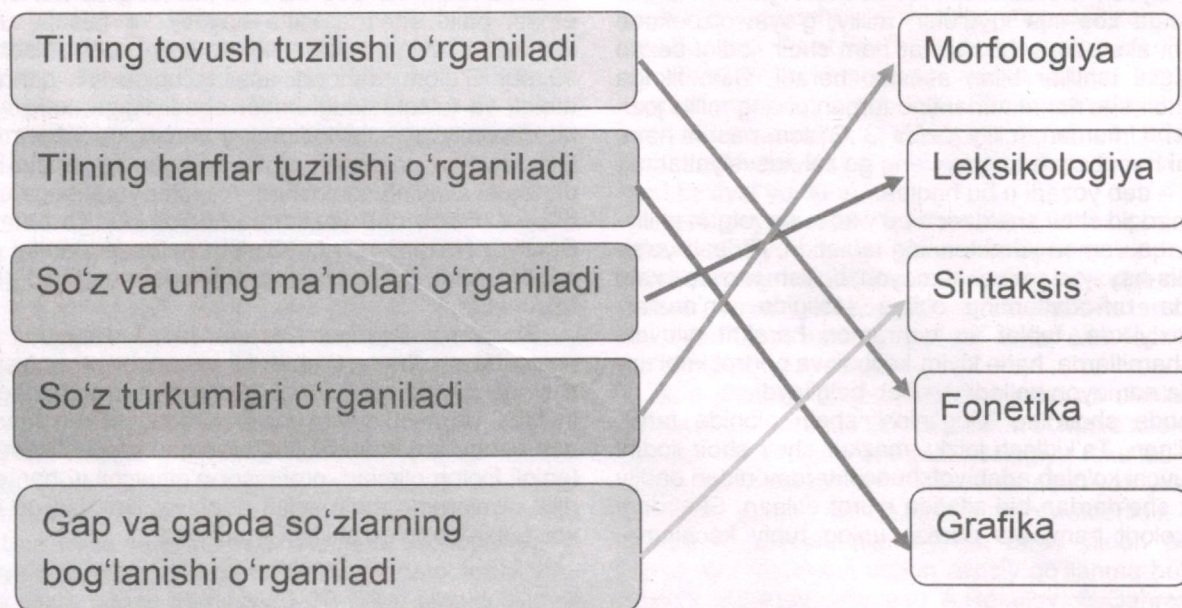 Tilning tovush tuzilishi o‘rganiladi
Tilning harflar tuzilishi o‘rganiladi
So‘z va uning ma’nolari o‘rganiladi
So‘z turkumlari o‘rganiladi
Gap va gapda so‘zlarning
bog‘lanishi o‘rganiladi
Morfologiya
Leksikologiya
Sintaksis
Fonetika
Grafika